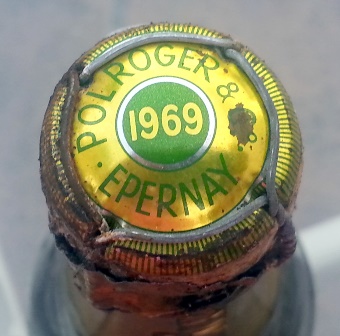 POL ROGER &
1969
· EPERNAY